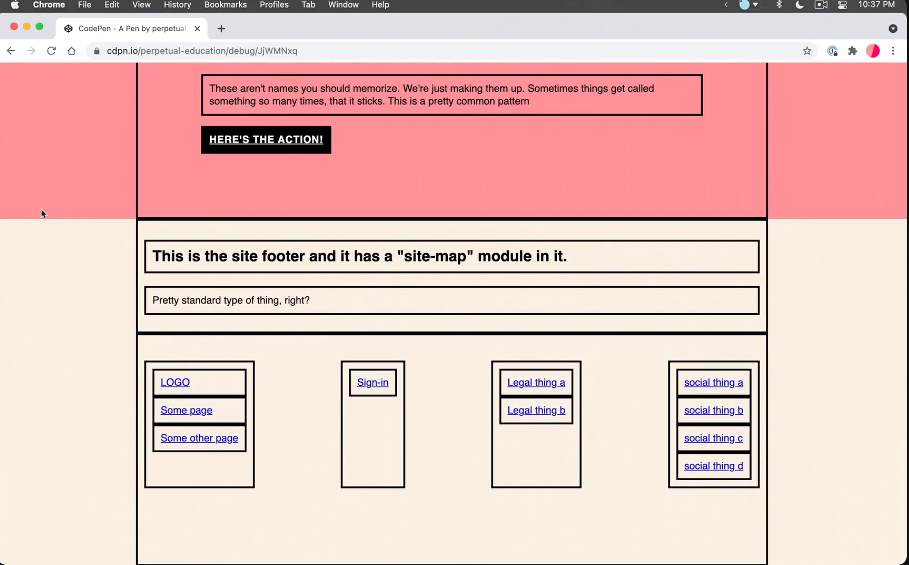 Chrome File Edit View History Bookmarks Profiles Tab Window Help 10:37 PM
CodePen - A Pen by perpetual
cdpn.io/perpetual-education/debug/JjWMNxq
These aren't names you should memorize. We're just making them up. Sometimes things get called
something so many times, that it sticks. This is a pretty common pattern
HERE'S THE ACTION!
This is the site footer and it has a "site-map" module in it.
Pretty standard type of thing, right?
LOGO
Some page
Some other page
Sign-in
Legal thing a
Legal thing b
social thing a
social thing b
social thing c
social thing d